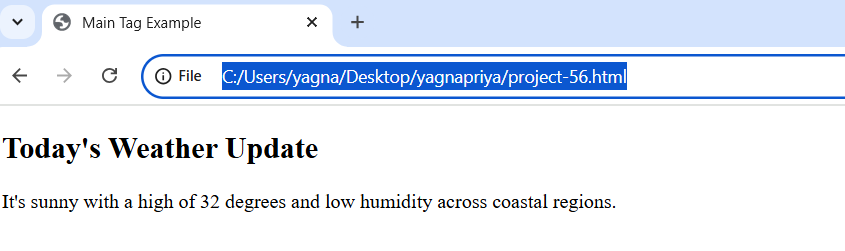 Main Tag Example
File C:/Users/yagna/Desktop/yagnapriya/project-56.html
Today's Weather Update
It's sunny with a high of 32 degrees and low humidity across coastal regions.